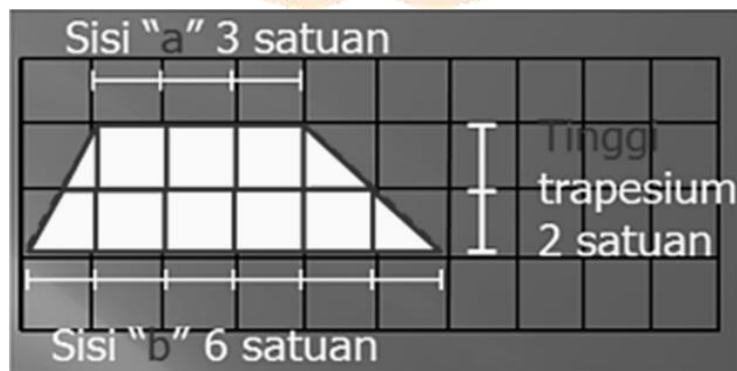 Sisi “a” 3 satuan
Tinggi
trapesium
2 satuan
Sisi “b” 6 satuan